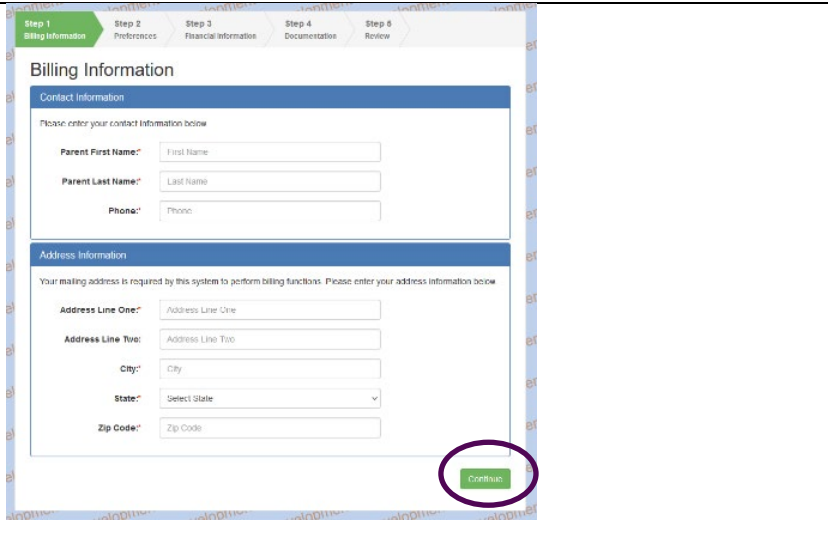 Step 1 Step 2 Step 3 Step 4 Step 5
Billing Information Preferences Financial Information Documentation Review
Billing Information
Contact Information
Please enter your contact information below
Parent First Name:* First Name
Parent Last Name:* Last Name
Phone:* Phone
Address Information
Your mailing address is required by this system to perform billing functions. Please enter your address information below.
Address Line One:* Address Line One
Address Line Two: Address Line Two
City:* City
State:* Select State
Zip Code:* Zip Code
Continue